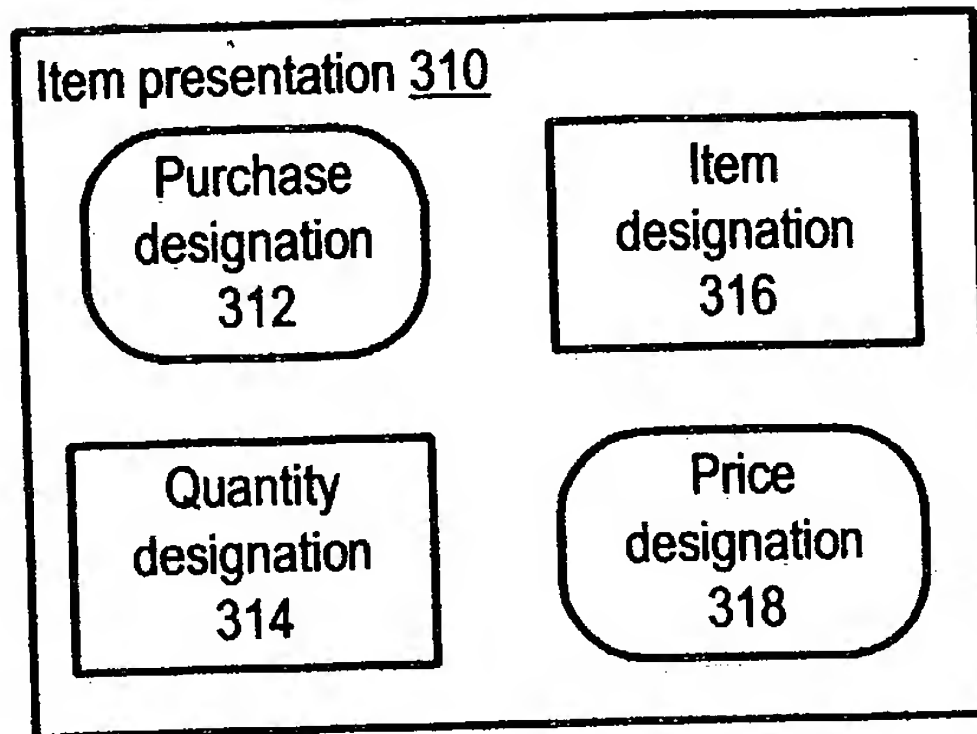 Item presentation 310
Purchase
designation
312
Item
designation
316
Quantity
designation
314
Price
designation
318